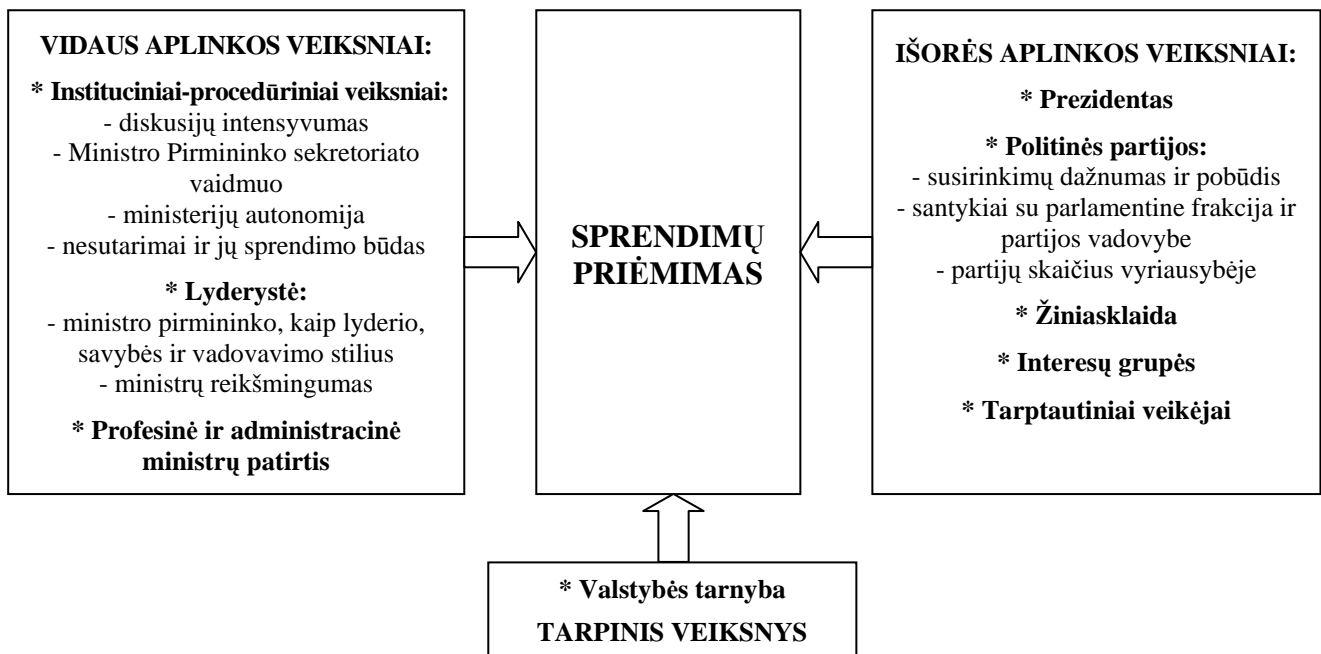 VIDAUS APLINKOS VEIKSNIAI:
* Instituciniai-procedūriniai veiksniai:
- diskusijų intensyvumas
- Ministro Pirmininko sekretoriato
vaidmuo
- ministerijų autonomija
- nesutarimai ir jų sprendimo būdas
* Lyderystė:
- ministro pirmininko, kaip lyderio,
savybės ir vadovavimo stilius
- ministrų reikšmingumas
* Profesinė ir administracinė
ministrų patirtis
SPRENDIMŲ
PRIĖMIMAS
IŠORĖS APLINKOS VEIKSNIAI:
* Prezidentas
* Politinės partijos:
- susirinkimų dažnumas ir pobūdis
- santykiai su parlamentine frakcija ir
partijos vadovybe
- partijų skaičius vyriausybėje
* Žiniasklaida
* Interesų grupės
* Tarptautiniai veikėjai
* Valstybės tarnyba
TARPINIS VEIKSNYS